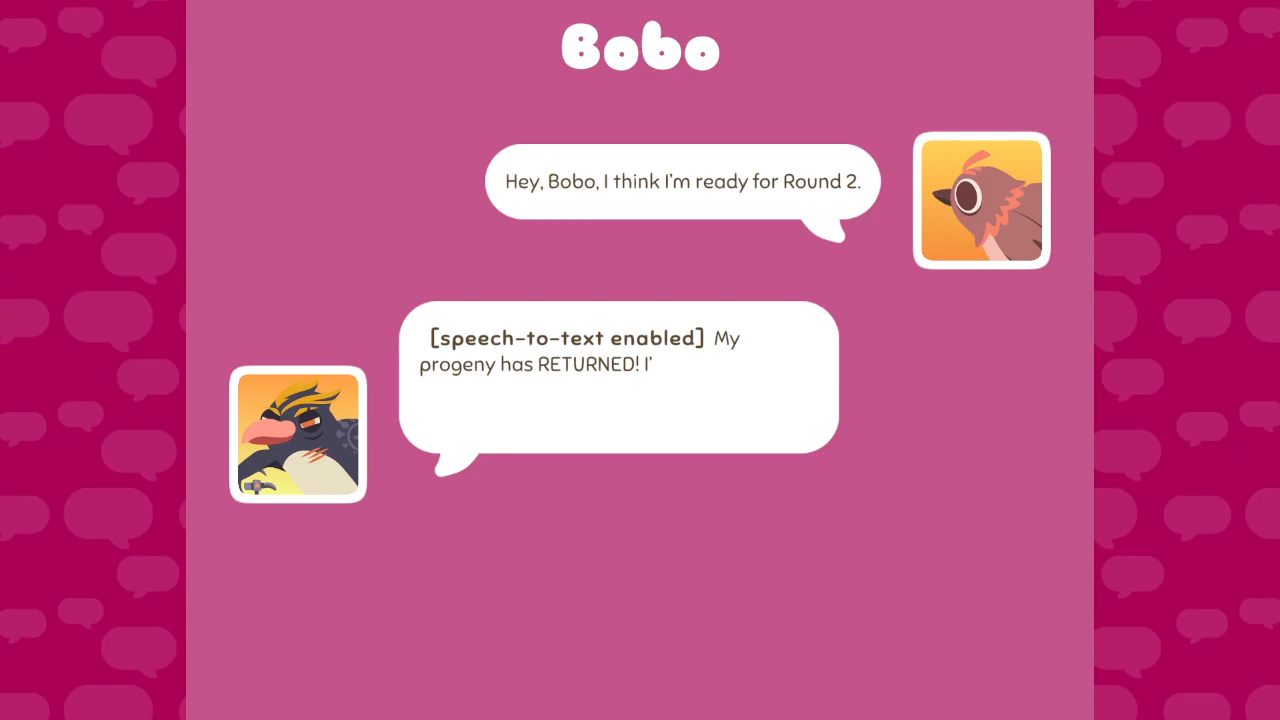 Bobo
Hey, Bobo, I think I'm ready for Round 2.
[speech-to-text enabled] My
progeny has RETURNED! I'